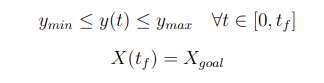 y_{min} ≤ y(t) ≤ y_{max} ∀t ∈ [0, t_f]
X(t_f) = X_{goal}